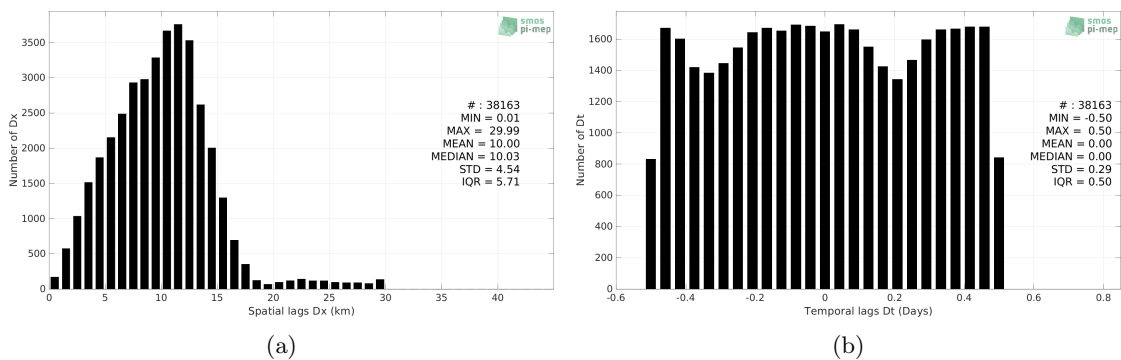 3500
3000
2500
2000
1500
1000
500
0
Number of Dx
smos
pi-mep
# : 38163
MIN = 0.01
MAX = 29.99
MEAN = 10.00
MEDIAN = 10.03
STD = 4.54
IQR = 5.71
0 5 10 15 20 25 30 35 40
Spatial lags Dx (km)
(a)
1600
1400
1200
1000
800
600
400
200
0
Number of Dt
smos
pi-mep
# : 38163
MIN = -0.50
MAX = 0.50
MEAN = 0.00
MEDIAN = 0.00
STD = 0.29
IQR = 0.50
-0.6 -0.4 -0.2 0 0.2 0.4 0.6 0.8
Temporal lags Dt (Days)
(b)